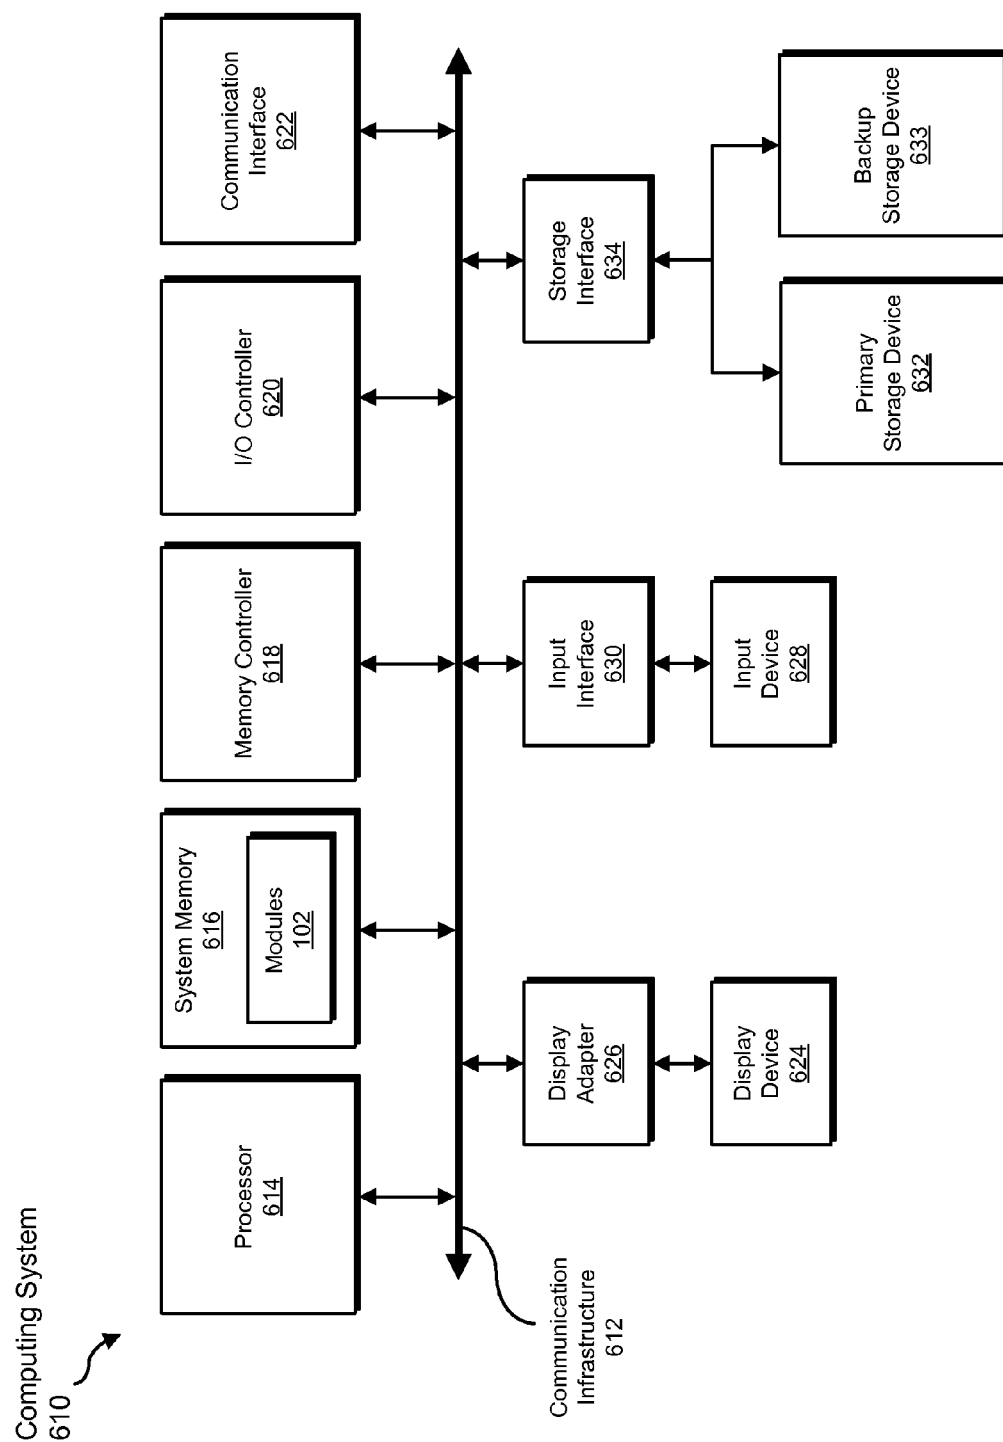 Computing System
610
Processor
614
System Memory
616
Modules
102
Memory Controller
618
I/O Controller
620
Communication
Interface
622
Communication
Infrastructure
612
Display
Adapter
626
Input
Interface
630
Storage
Interface
634
Display
Device
624
Input
Device
628
Primary
Storage Device
632
Backup
Storage Device
633